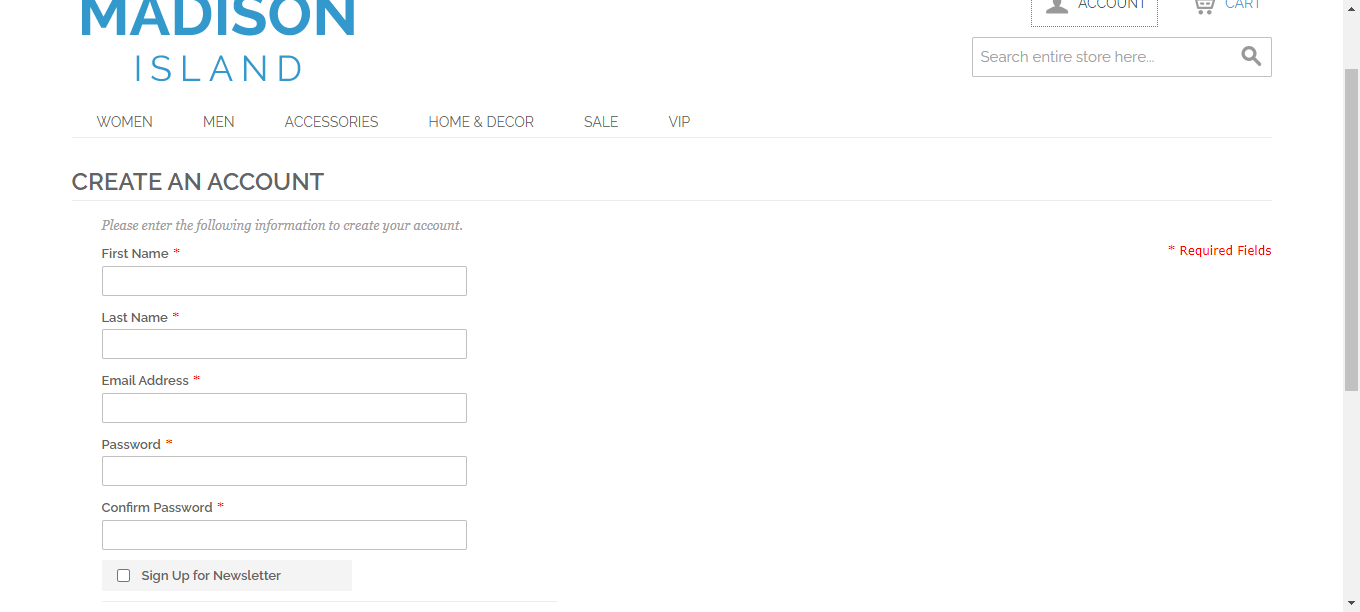 MADISON
ISLAND
ACCOUNT
CART
Search entire store here...
WOMEN MEN ACCESSORIES HOME & DECOR SALE VIP
CREATE AN ACCOUNT
Please enter the following information to create your account.
* Required Fields
First Name *
Last Name *
Email Address *
Password *
Confirm Password *
Sign Up for Newsletter